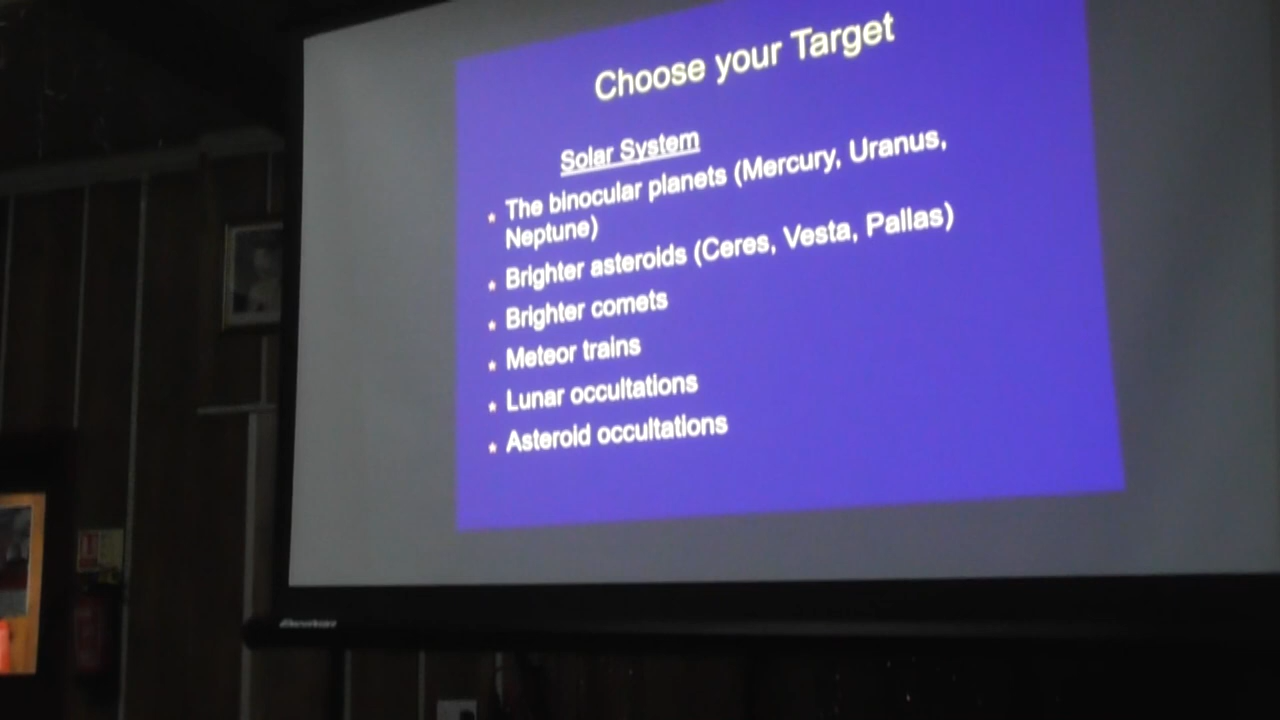 Choose your Target
Solar System
* The binocular planets (Mercury, Uranus,
Neptune)
* Brighter asteroids (Ceres, Vesta, Pallas)
* Brighter comets
* Meteor trains
* Lunar occultations
* Asteroid occultations